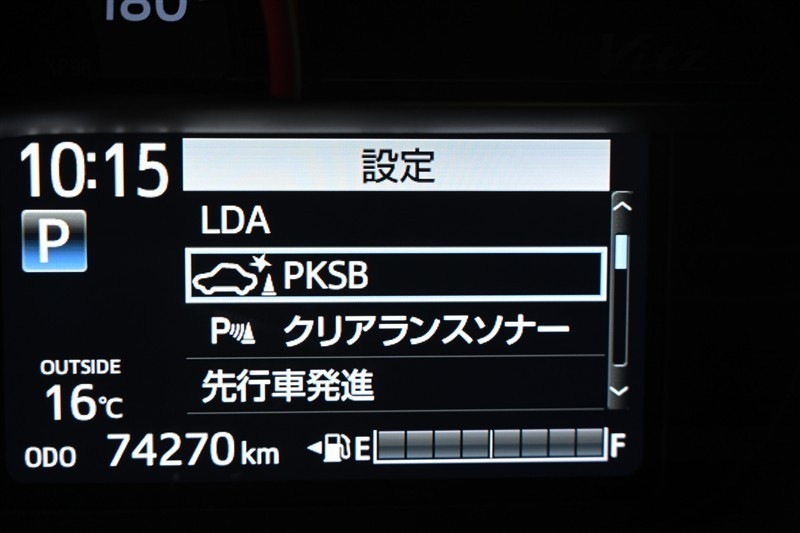 180
10:15
設定
P
LDA
PKSB
P クリアランスソナー
先行車発進
OUTSIDE
16℃
ODO 74270 km
E F